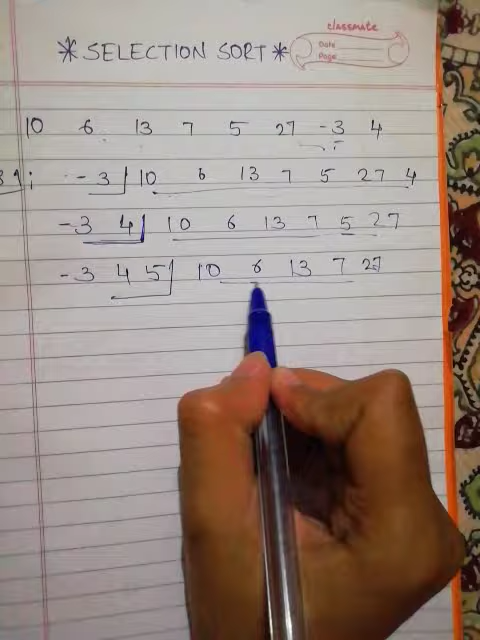 classmate
Date
Page
*SELECTION SORT*
10 6 13 7 5 27 -3 4
-3 | 10 6 13 7 5 27 4
-3 4 | 10 6 13 7 5 27
-3 4 5 | 10 6 13 7 27